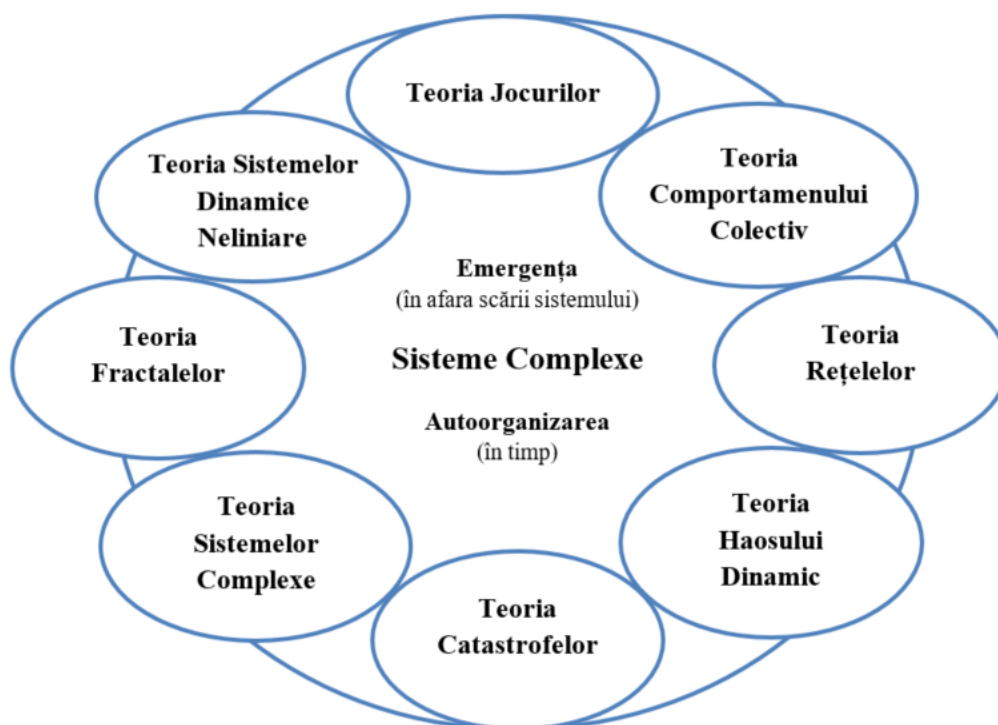 Teoria Jocurilor
Teoria Sistemelor
Dinamice
Neliniare
Teoria
Comportamenului
Colectiv
Emergența
(în afara scării sistemului)
Teoria
Fractalelor
Sisteme Complexe
Teoria
Rețelelor
Autoorganizarea
(în timp)
Teoria
Sistemelor
Complexe
Teoria
Haosului
Dinamic
Teoria
Catastrofelor